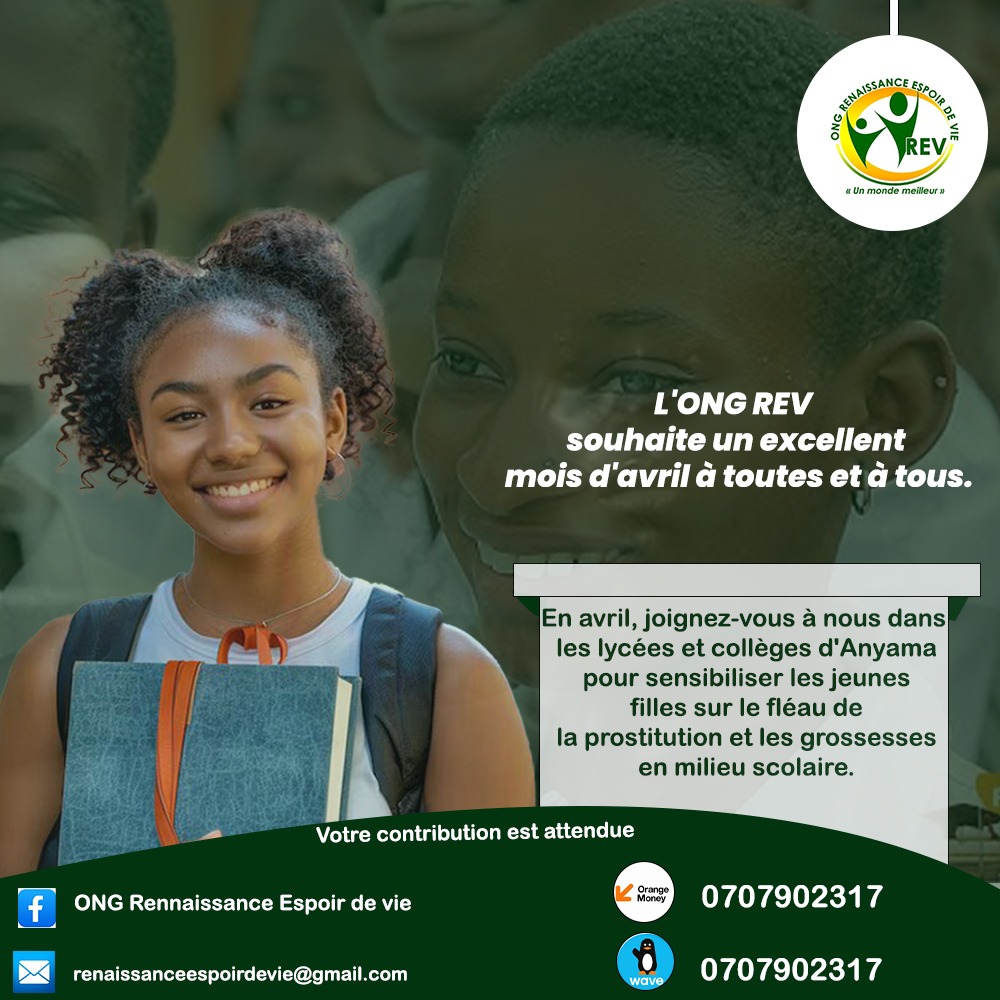 ONG RENAISSANCE ESPOIR DE VIE
REV
« Un monde meilleur »
L'ONG REV
souhaite un excellent
mois d'avril à toutes et à tous.
En avril, joignez-vous à nous dans
les lycées et collèges d'Anyama
pour sensibiliser les jeunes
filles sur le fléau de
la prostitution et les grossesses
en milieu scolaire.
Votre contribution est attendue
ONG Rennaissance Espoir de vie
Orange
Money
0707902317
renaissanceespoirdevie@gmail.com
wave
0707902317